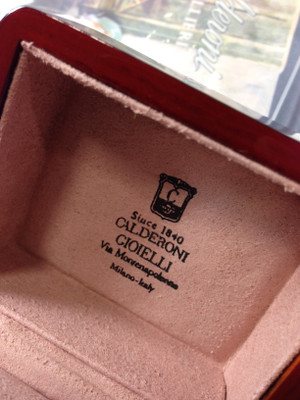 C
Since 1840
CALDERONI
GIOIELLI
Via Montenapoleone
Milano-Italy